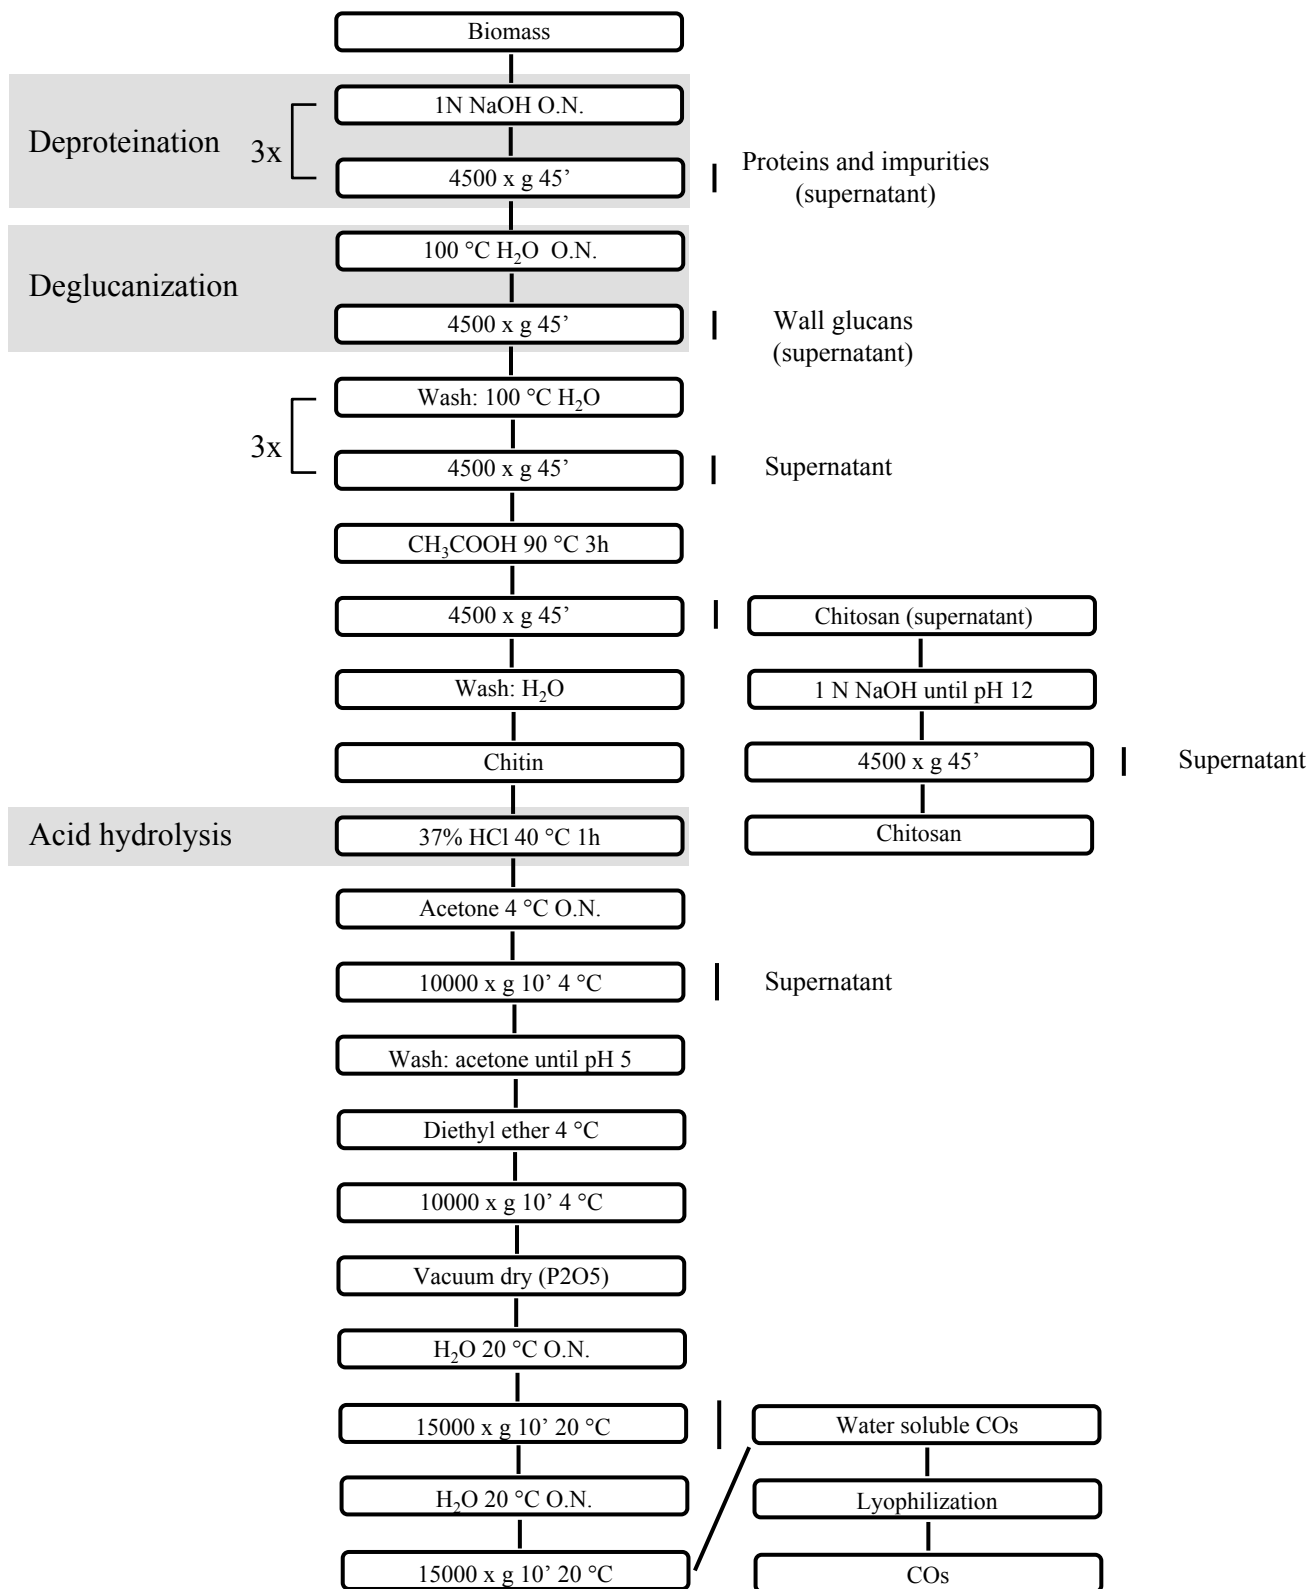 Biomass
Deproteination
3x
1N NaOH O.N.
4500 x g 45’
Proteins and impurities
(supernatant)
Deglucanization
100 °C H₂O O.N.
4500 x g 45’
Wall glucans
(supernatant)
3x
Wash: 100 °C H₂O
4500 x g 45’
Supernatant
CH₃COOH 90 °C 3h
4500 x g 45’
Chitosan (supernatant)
Wash: H₂O
1 N NaOH until pH 12
Chitin
4500 x g 45’
Supernatant
Acid hydrolysis
37% HCl 40 °C 1h
Chitosan
Acetone 4 °C O.N.
10000 x g 10’ 4 °C
Supernatant
Wash: acetone until pH 5
Diethyl ether 4 °C
10000 x g 10’ 4 °C
Vacuum dry (P2O5)
H₂O 20 °C O.N.
15000 x g 10’ 20 °C
Water soluble COs
H₂O 20 °C O.N.
Lyophilization
15000 x g 10’ 20 °C
COs